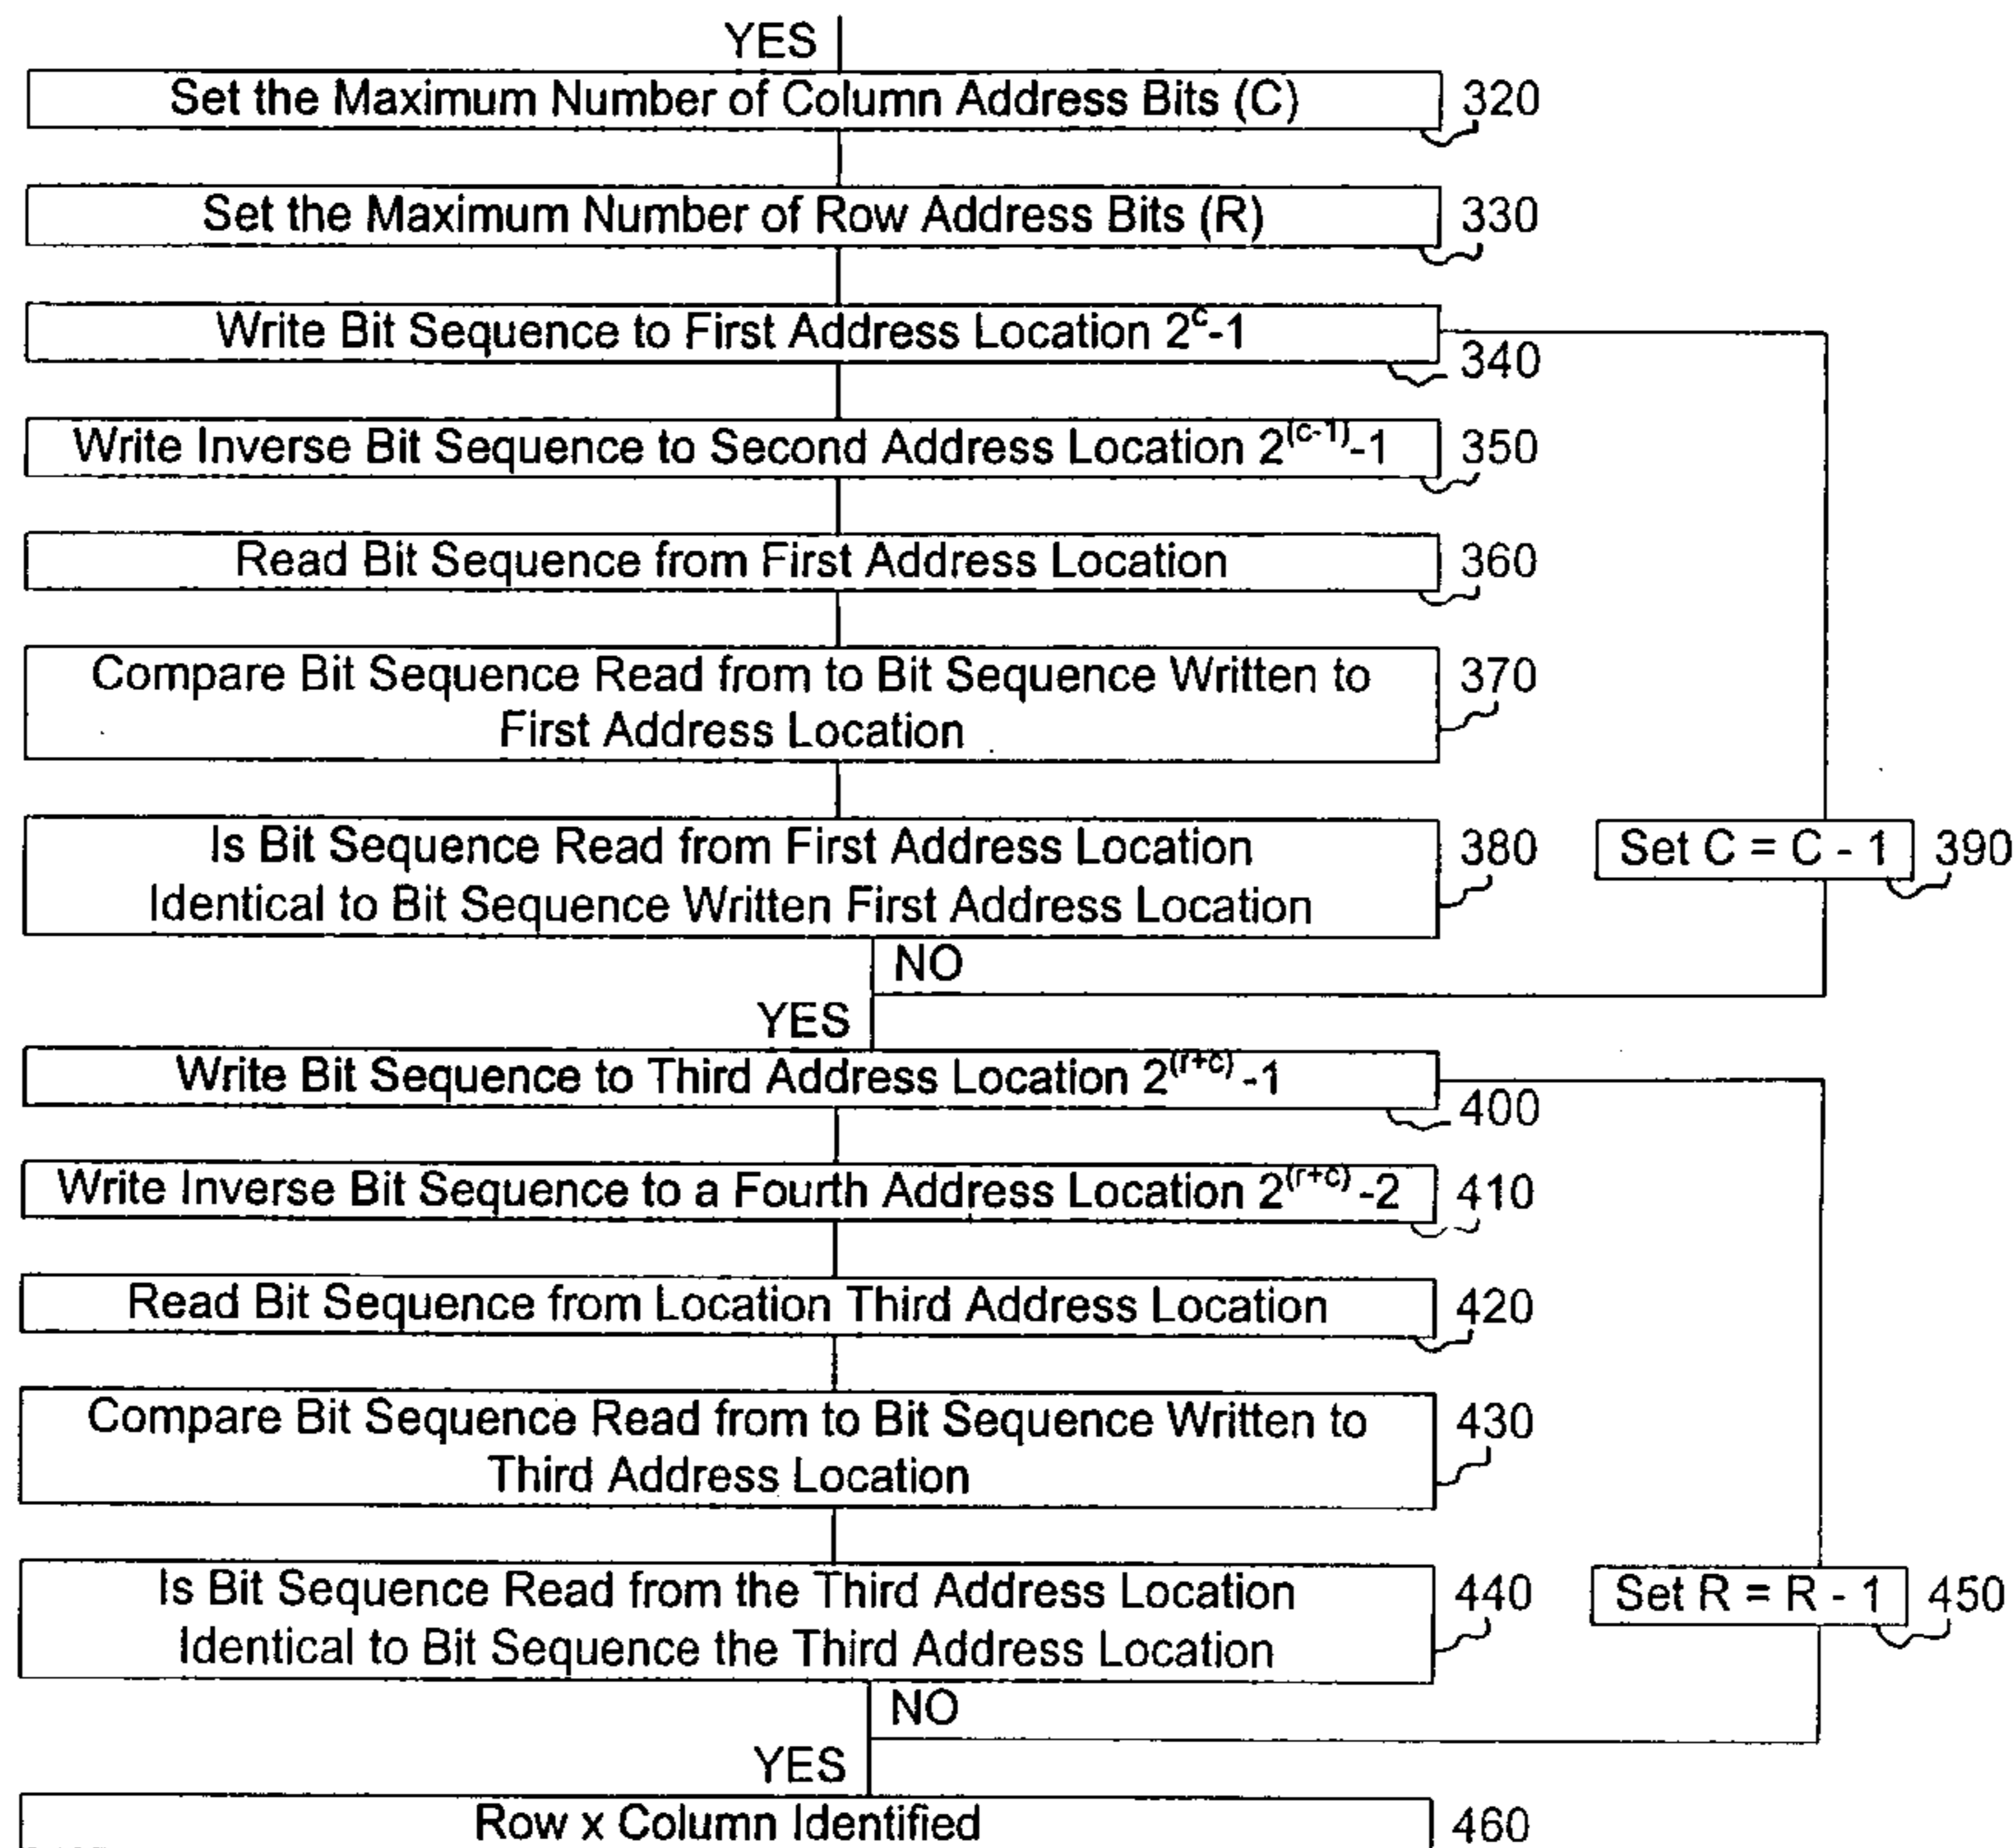 YES
Set the Maximum Number of Column Address Bits (C) 320
Set the Maximum Number of Row Address Bits (R) 330
Write Bit Sequence to First Address Location 2^c-1 340
Write Inverse Bit Sequence to Second Address Location 2^(c-1)-1 350
Read Bit Sequence from First Address Location 360
Compare Bit Sequence Read from to Bit Sequence Written to 370
First Address Location
Is Bit Sequence Read from First Address Location 380 Set C = C - 1 390
Identical to Bit Sequence Written First Address Location
NO
YES
Write Bit Sequence to Third Address Location 2^(r+c) -1 400
Write Inverse Bit Sequence to a Fourth Address Location 2^(r+c) -2 410
Read Bit Sequence from Location Third Address Location 420
Compare Bit Sequence Read from to Bit Sequence Written to 430
Third Address Location
Is Bit Sequence Read from the Third Address Location 440 Set R = R - 1 450
Identical to Bit Sequence the Third Address Location
NO
YES
Row x Column Identified 460